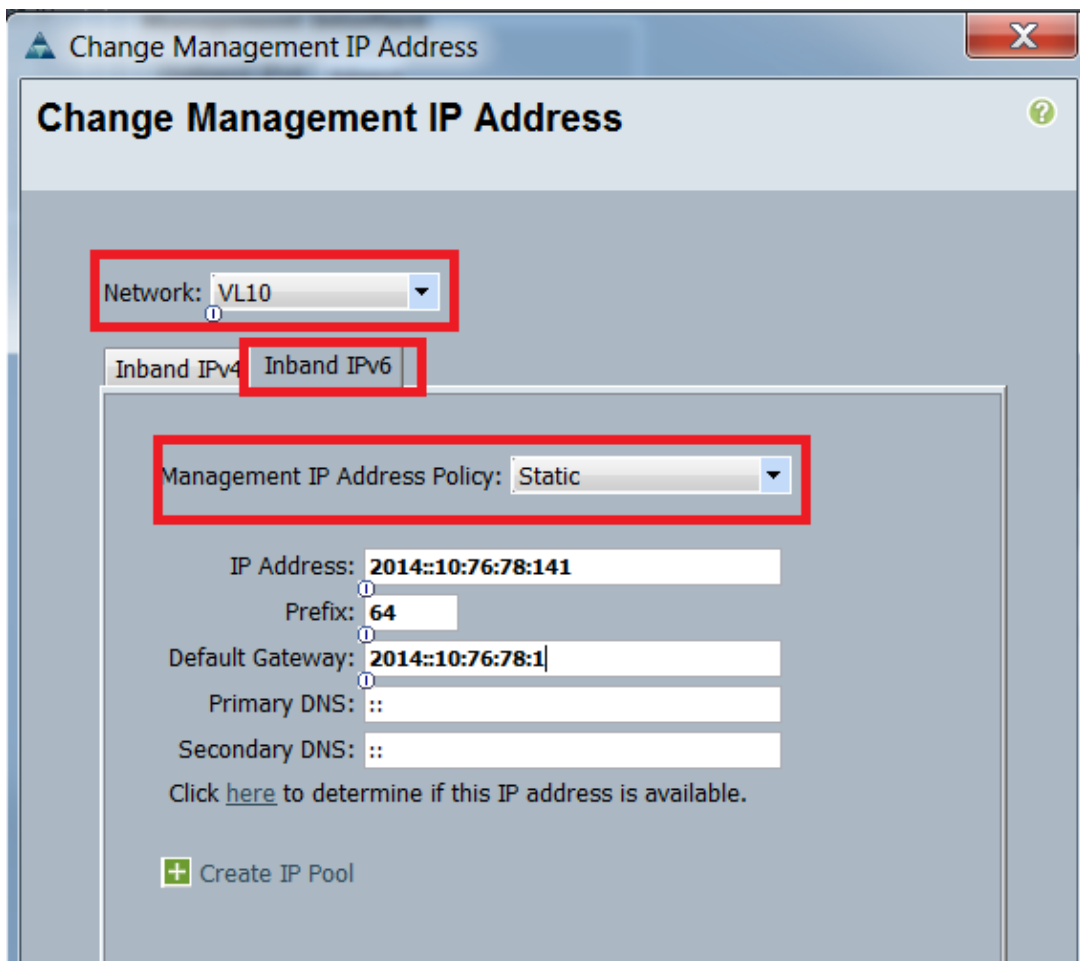 Change Management IP Address
X
Change Management IP Address
?
Network: VL10
Inband IPv4 Inband IPv6
Management IP Address Policy: Static
IP Address: 2014::10:76:78:141
Prefix: 64
Default Gateway: 2014::10:76:78:1
Primary DNS: ::
Secondary DNS: ::
Click here to determine if this IP address is available.
+ Create IP Pool